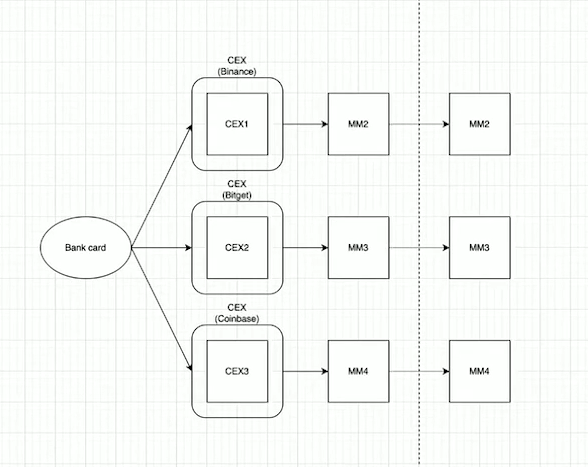 CEX
(Binance)
CEX1
MM2
MM2
CEX
(Bitget)
Bank card
CEX2
MM3
MM3
CEX
(Coinbase)
CEX3
MM4
MM4